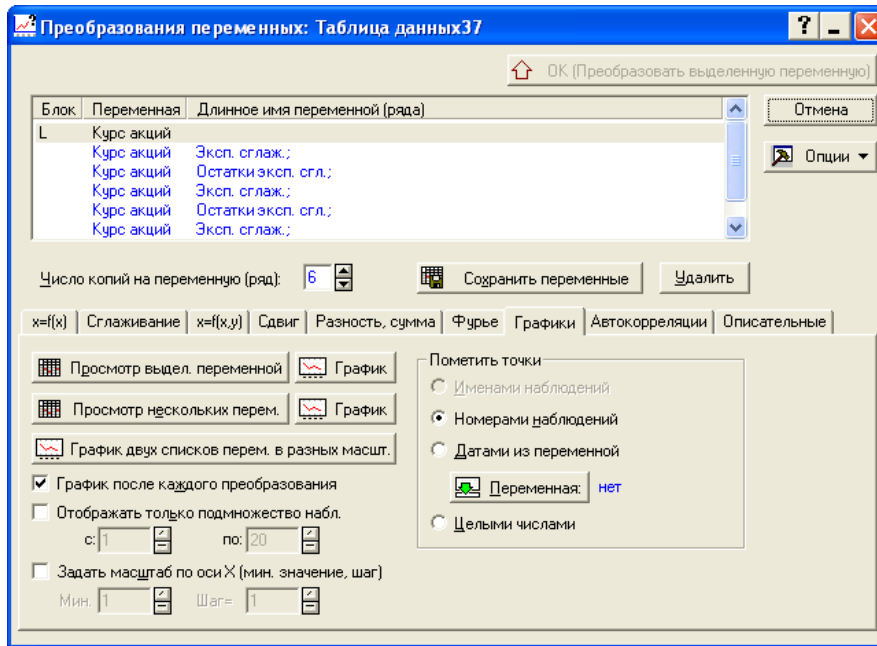 Преобразования переменных: Таблица данных37
ОК (Преобразовать выделенную переменную)
Блок Переменная Длинное имя переменной (ряда)
L Курс акций
Курс акций Эксп. сглаж.;
Курс акций Остатки эксп. сгл.;
Курс акций Эксп. сглаж.;
Курс акций Остатки эксп. сгл.;
Курс акций Эксп. сглаж.;
Отмена
Опции
Число копий на переменную (ряд): 6 Сохранить переменные Удалить
x=f(x) Сглаживание x=f(x,y) Сдвиг Разность, сумма Фурье Графики Автокорреляции Описательные
Просмотр выдел. переменной График
Просмотр нескольких перем. График
График двух списков перем. в разных масшт.
График после каждого преобразования
Отображать только подмножество набл.
с: 1 по: 20
Задать масштаб по оси X (мин. значение, шаг)
Мин. 1 Шаг= 1
Пометить точки
Именами наблюдений
Номерами наблюдений
Датами из переменной
Переменная: нет
Целыми числами